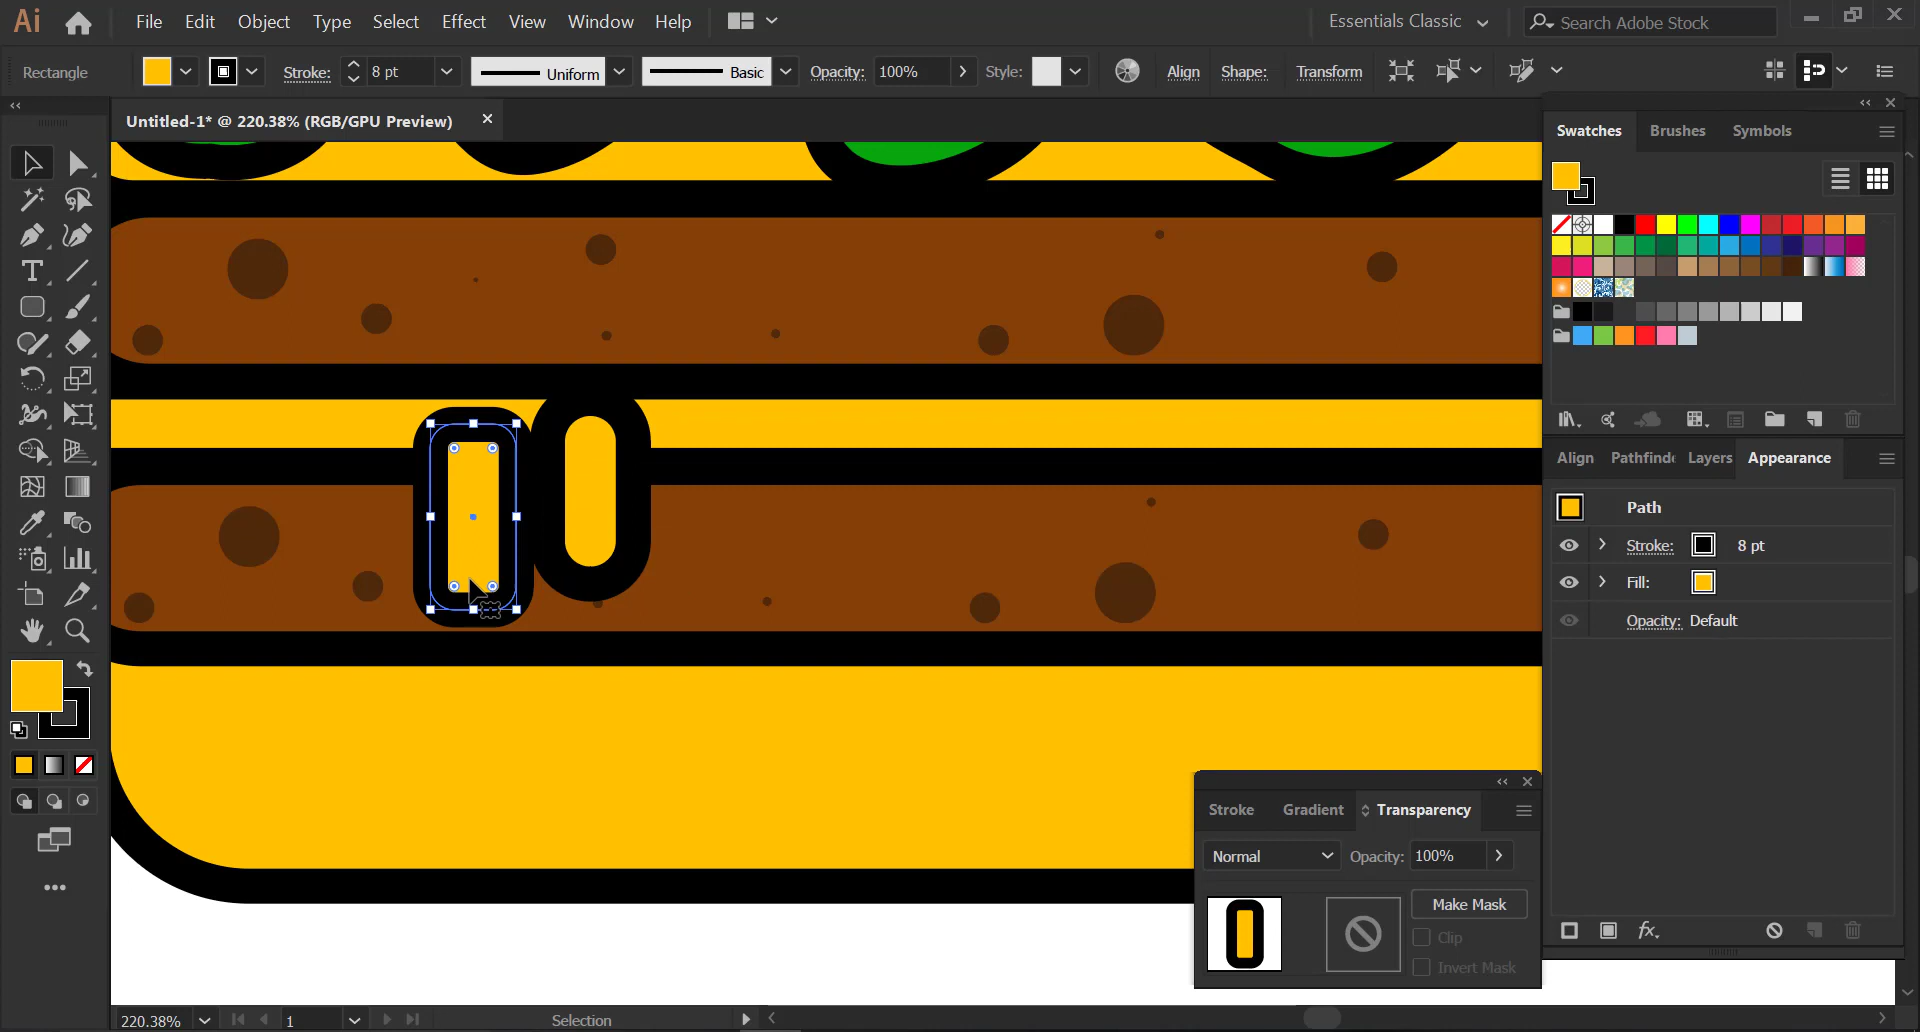 Ai File Edit Object Type Select Effect View Window Help Essentials Classic Search Adobe Stock
Rectangle Stroke: 8 pt Uniform Basic Opacity: 100% Style: Align Shape: Transform
Untitled-1* @ 220.38% (RGB/GPU Preview)
Swatches Brushes Symbols
Align Pathfinde Layers Appearance
Path
Stroke: 8 pt
Fill:
Opacity: Default
Stroke Gradient Transparency
Normal Opacity: 100%
Make Mask
Clip
Invert Mask
220.38% 1 Selection